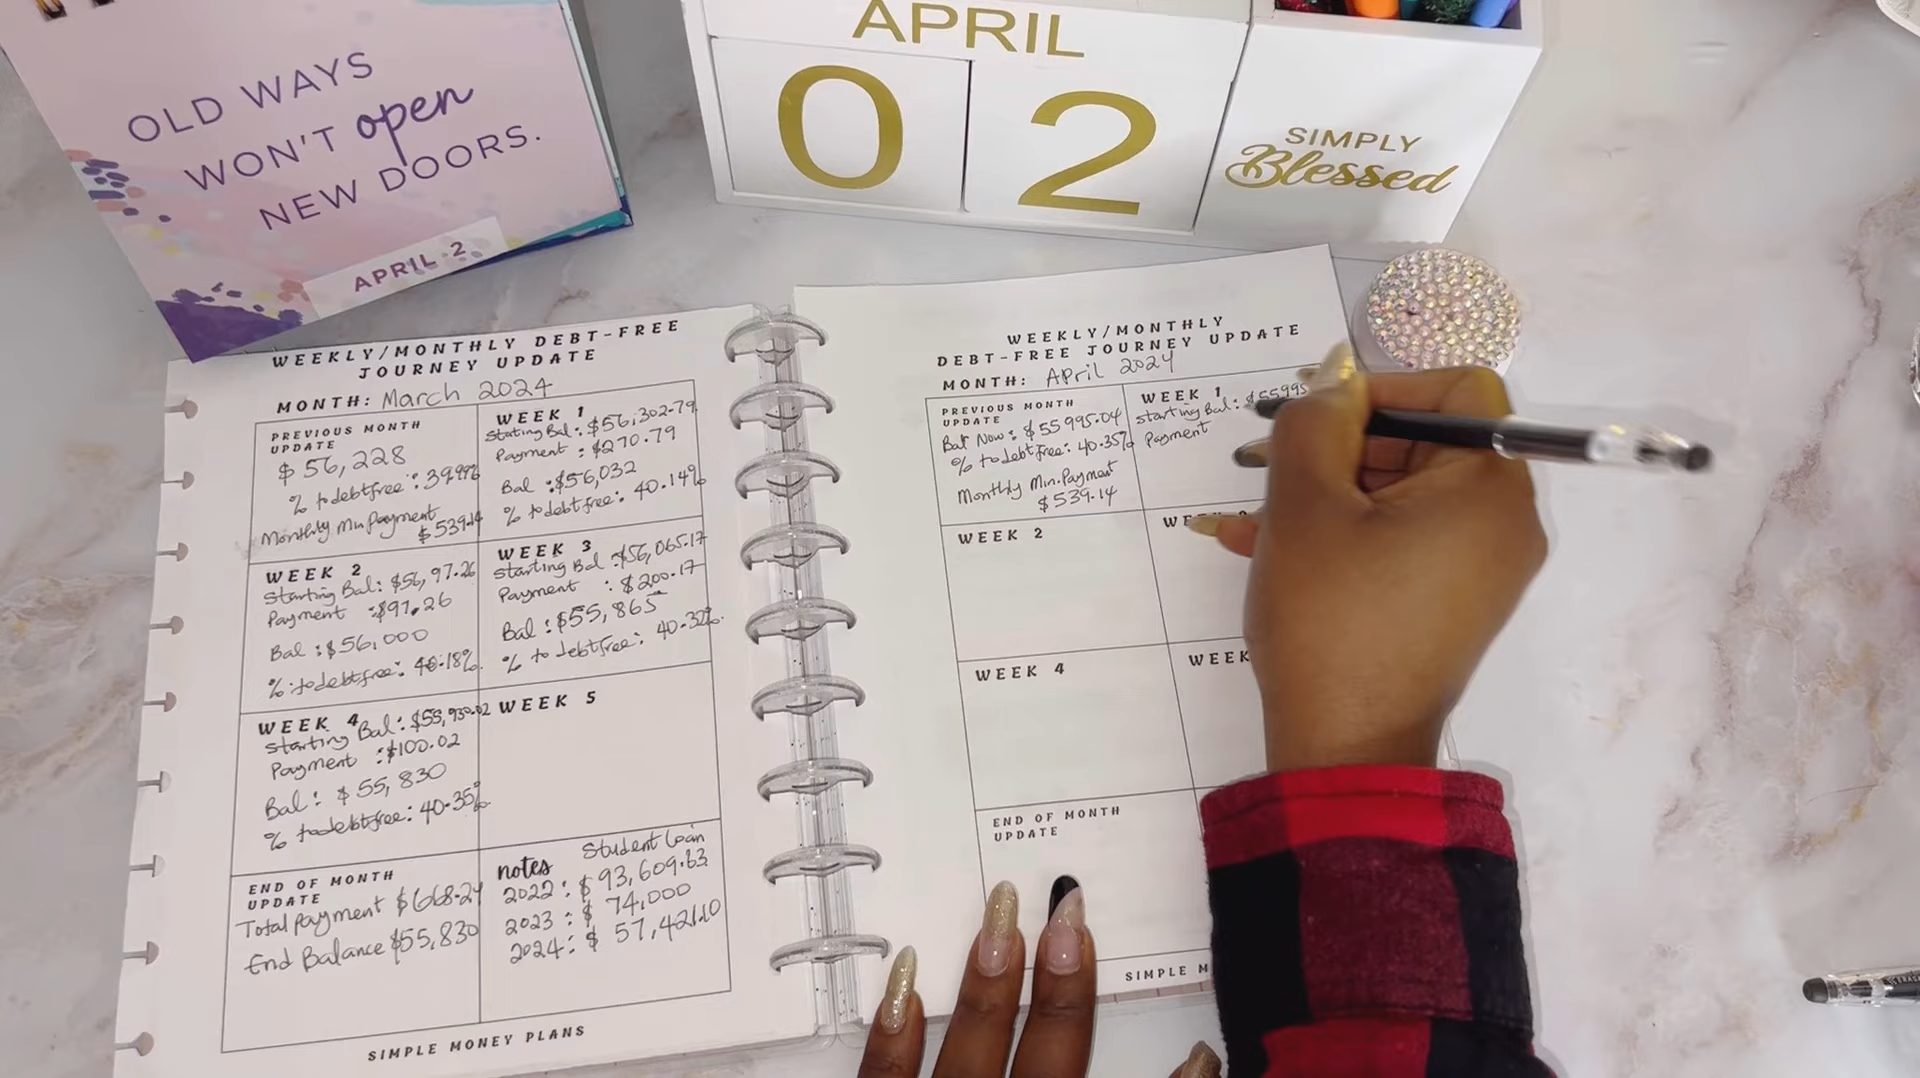 OLD WAYS
WON'T open
NEW DOORS.
APRIL 2
APRIL
0 2
SIMPLY
Blessed
WEEKLY/MONTHLY DEBT-FREE
JOURNEY UPDATE
MONTH: March 2024
PREVIOUS MONTH
UPDATE
$56,228
% to debt free: 39.99%
Monthly Min Payment
$539.14
WEEK 1
Stating Bal: $56,302.79
Payment: $270.79
Bal: $56,032
% to debt free: 40.14%
WEEK 2
Starting Bal: $56,97.26
Payment: $97.26
Bal: $56,000
% to debt free: 40.18%
WEEK 3
Starting Bal: $56,065.17
Payment: $200.17
Bal: $55,865
% to debt free: 40.32%
WEEK 4
Starting Bal: $55,930.02
Payment: $100.02
Bal: $55,830
% to debt free: 40.35%
WEEK 5
END OF MONTH
UPDATE
Total Payment $668.24
End Balance $55,830
notes Student Loan
2022: $93,609.63
2023: $74,000
2024: $57,421.10
SIMPLE MONEY PLANS
WEEKLY/MONTHLY
DEBT-FREE JOURNEY UPDATE
MONTH: April 2024
PREVIOUS MONTH
UPDATE
Bal Now: $55995.04
% to debt free: 40.35%
Monthly Min. Payment
$539.14
WEEK 1
Starting Bal: $55995
Payment
WEEK 2
WEEK 4
WEEK
END OF MONTH
UPDATE
SIMPLE M